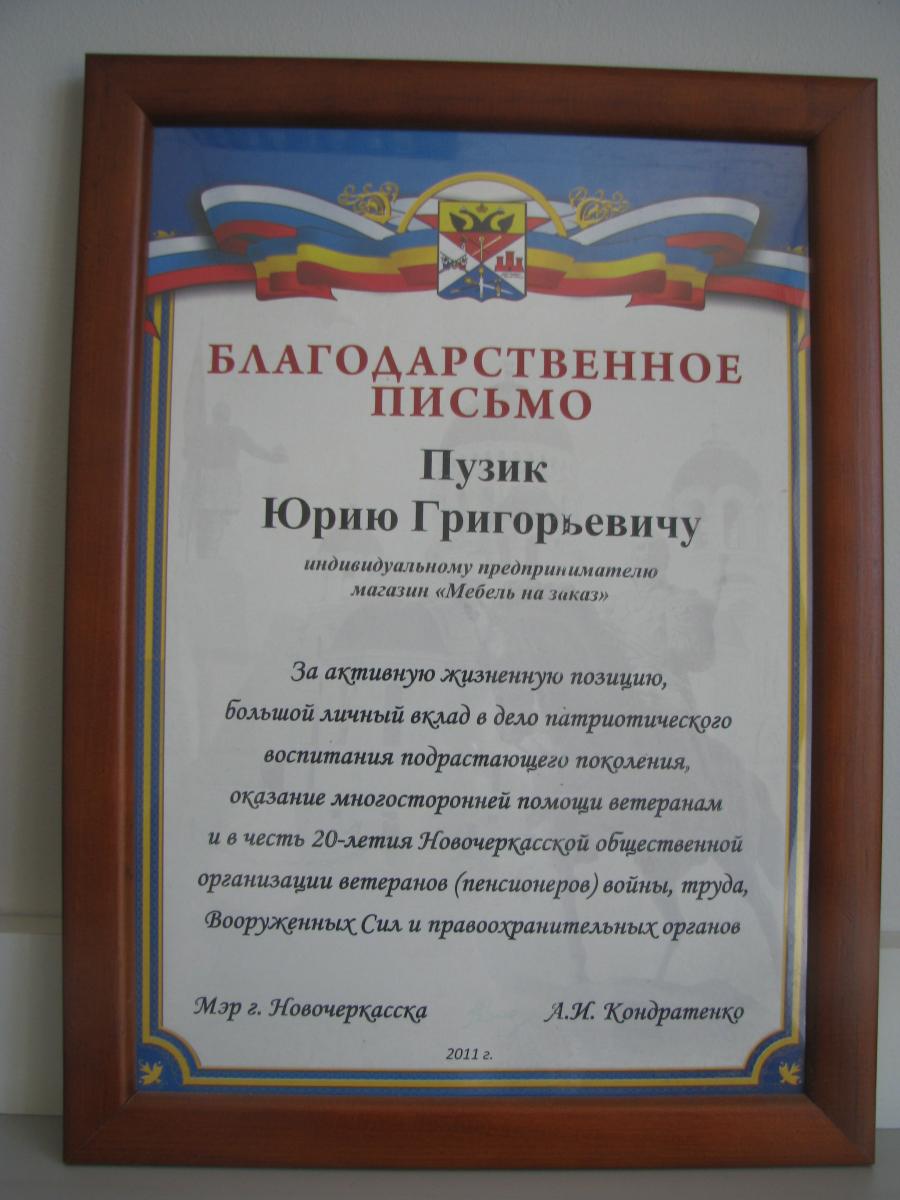 БЛАГОДАРСТВЕННОЕ
ПИСЬМО
Пузик
Юрию Григорьевичу
индивидуальному предпринимателю
магазин «Мебель на заказ»
За активную жизненную позицию,
большой личный вклад в дело патриотического
воспитания подрастающего поколения,
оказание многосторонней помощи ветеранам
и в честь 20-летия Новочеркасской общественной
организации ветеранов (пенсионеров) войны, труда,
Вооруженных Сил и правоохранительных органов
Мэр г. Новочеркасска А.И. Кондратенко
2011 г.